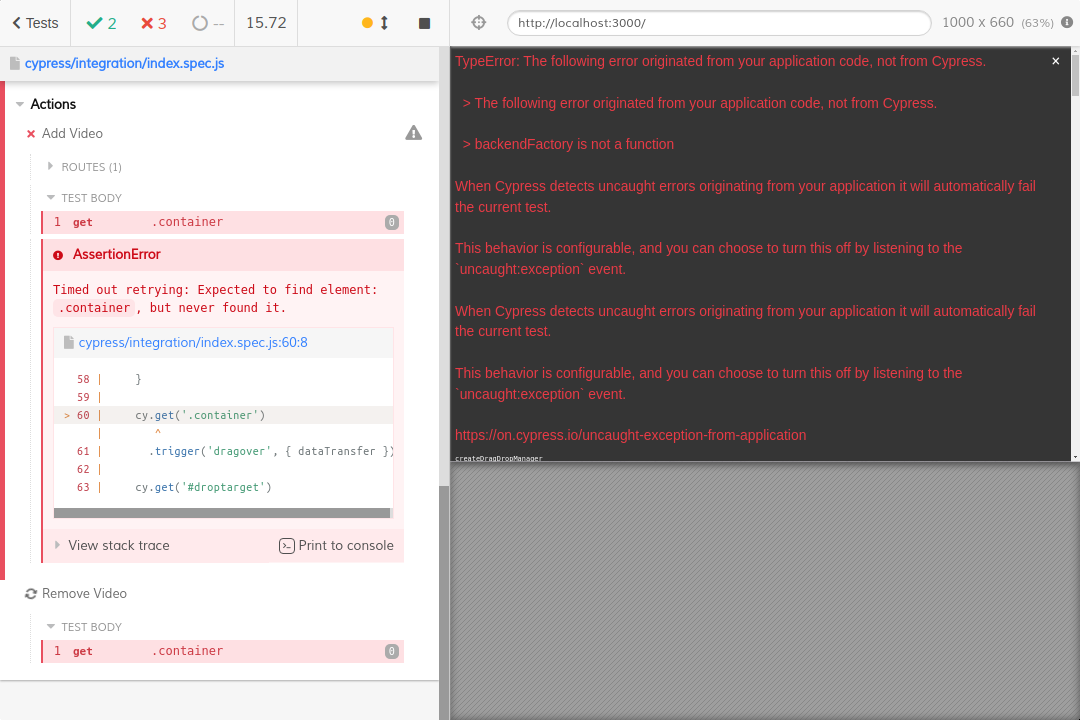 Tests
2
3
--
15.72
http://localhost:3000/
1000 x 660 (63%)
cypress/integration/index.spec.js
Actions
Add Video
ROUTES (1)
TEST BODY
1 get .container 0
AssertionError
Timed out retrying: Expected to find element:
.container, but never found it.
cypress/integration/index.spec.js:60:8
58 | }
59 |
> 60 | cy.get('.container')
| ^
61 | .trigger('dragover', { dataTransfer })
62 |
63 | cy.get('#droptarget')
View stack trace
Print to console
Remove Video
TEST BODY
1 get .container 0
TypeError: The following error originated from your application code, not from Cypress.
×
> The following error originated from your application code, not from Cypress.
> backendFactory is not a function
When Cypress detects uncaught errors originating from your application it will automatically fail
the current test.
This behavior is configurable, and you can choose to turn this off by listening to the
`uncaught:exception` event.
When Cypress detects uncaught errors originating from your application it will automatically fail
the current test.
This behavior is configurable, and you can choose to turn this off by listening to the
`uncaught:exception` event.
https://on.cypress.io/uncaught-exception-from-application
createDragDropManager